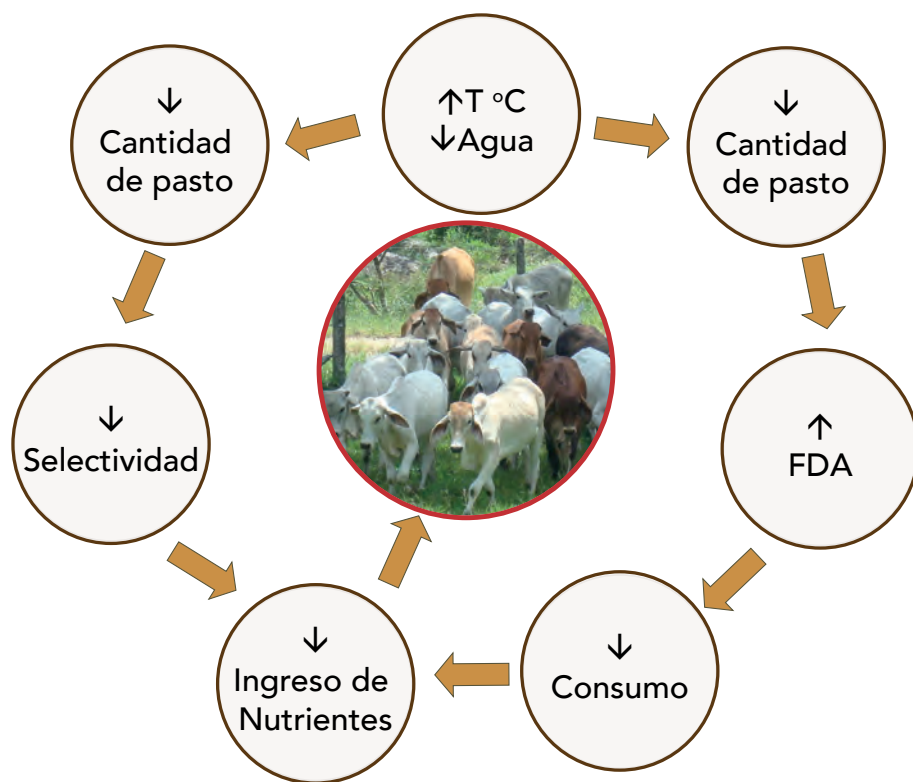 ↑T °C
↓Agua
↓
Cantidad
de pasto
↓
Cantidad
de pasto
↓
Selectividad
↑
FDA
↓
Ingreso de
Nutrientes
↓
Consumo